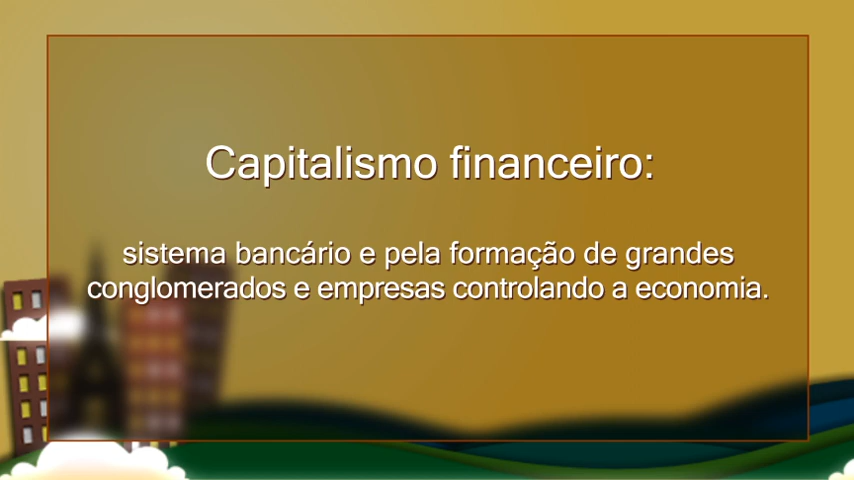 Capitalismo financeiro:
sistema bancário e pela formação de grandes
conglomerados e empresas controlando a economia.